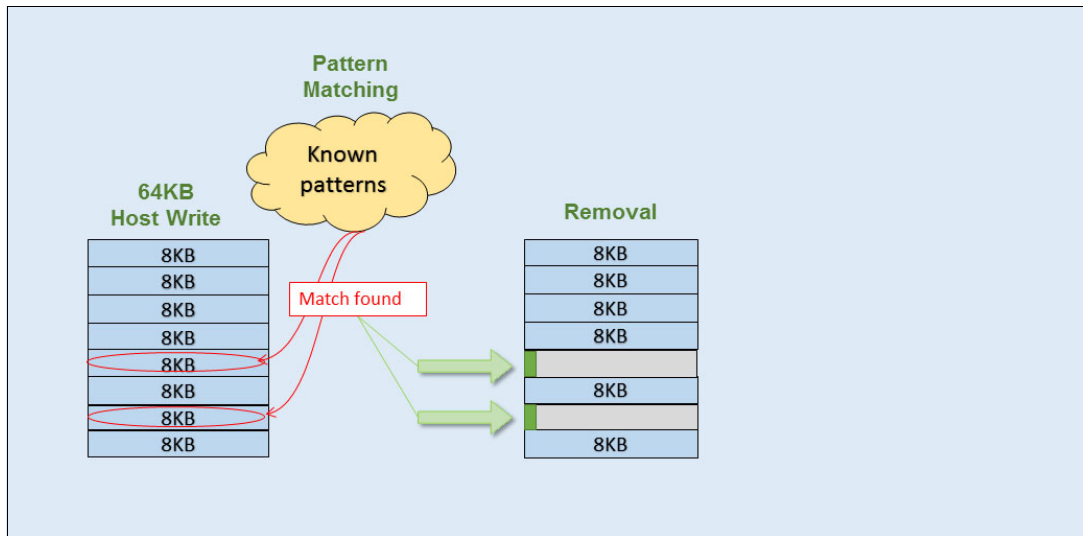 Pattern
Matching
Known
patterns
64KB
Host Write
8KB
8KB
8KB
8KB
8KB
8KB
8KB
8KB
Match found
Removal
8KB
8KB
8KB
8KB
8KB
8KB